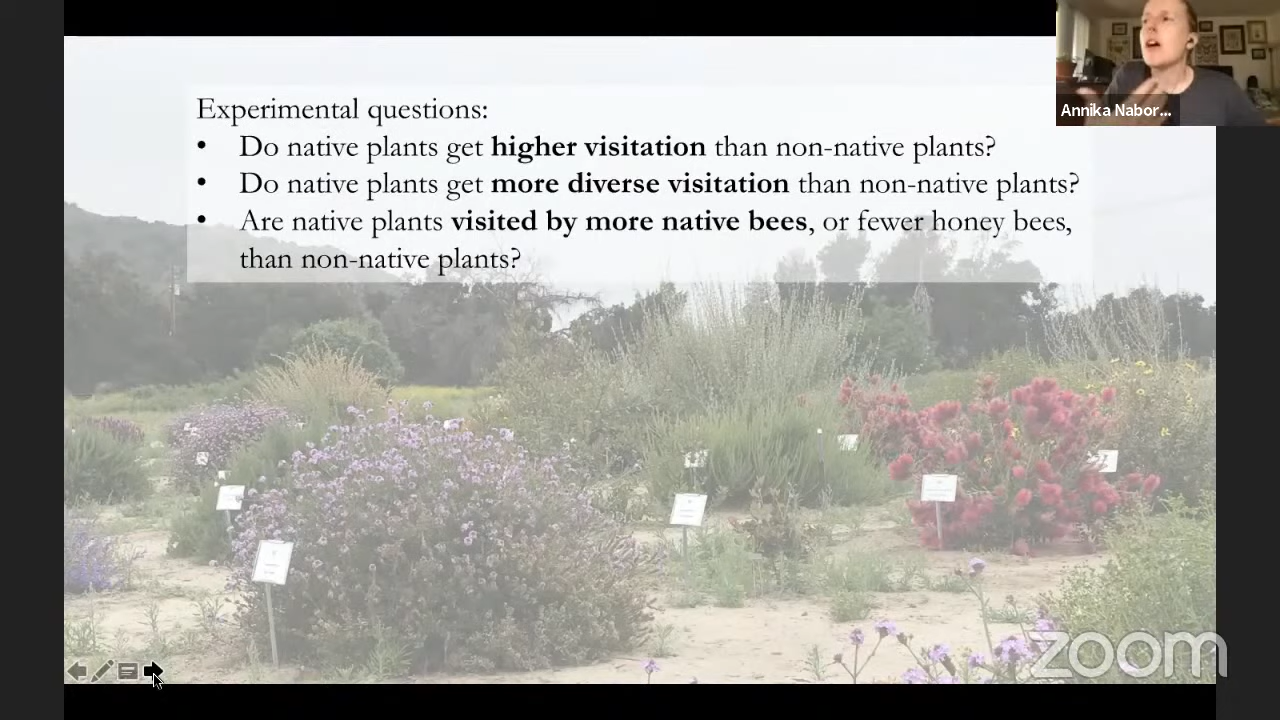 Experimental questions:
• Do native plants get higher visitation than non-native plants?
• Do native plants get more diverse visitation than non-native plants?
• Are native plants visited by more native bees, or fewer honey bees,
than non-native plants?
Annika Nabor...
zoom